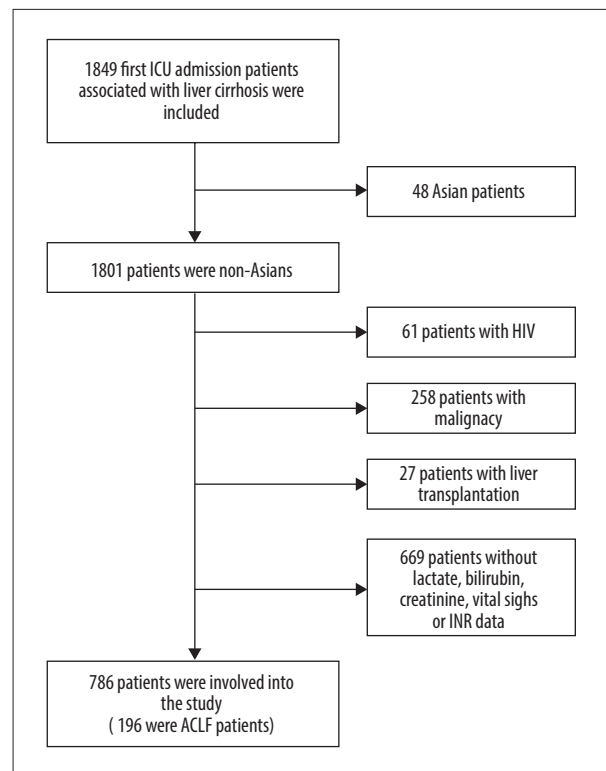 1849 first ICU admission patients
associated with liver cirrhosis were
included
48 Asian patients
1801 patients were non-Asians
61 patients with HIV
258 patients with
malignacy
27 patients with liver
transplantation
669 patients without
lactate, bilirubin,
creatinine, vital sighs
or INR data
786 patients were involved into
the study
( 196 were ACLF patients)